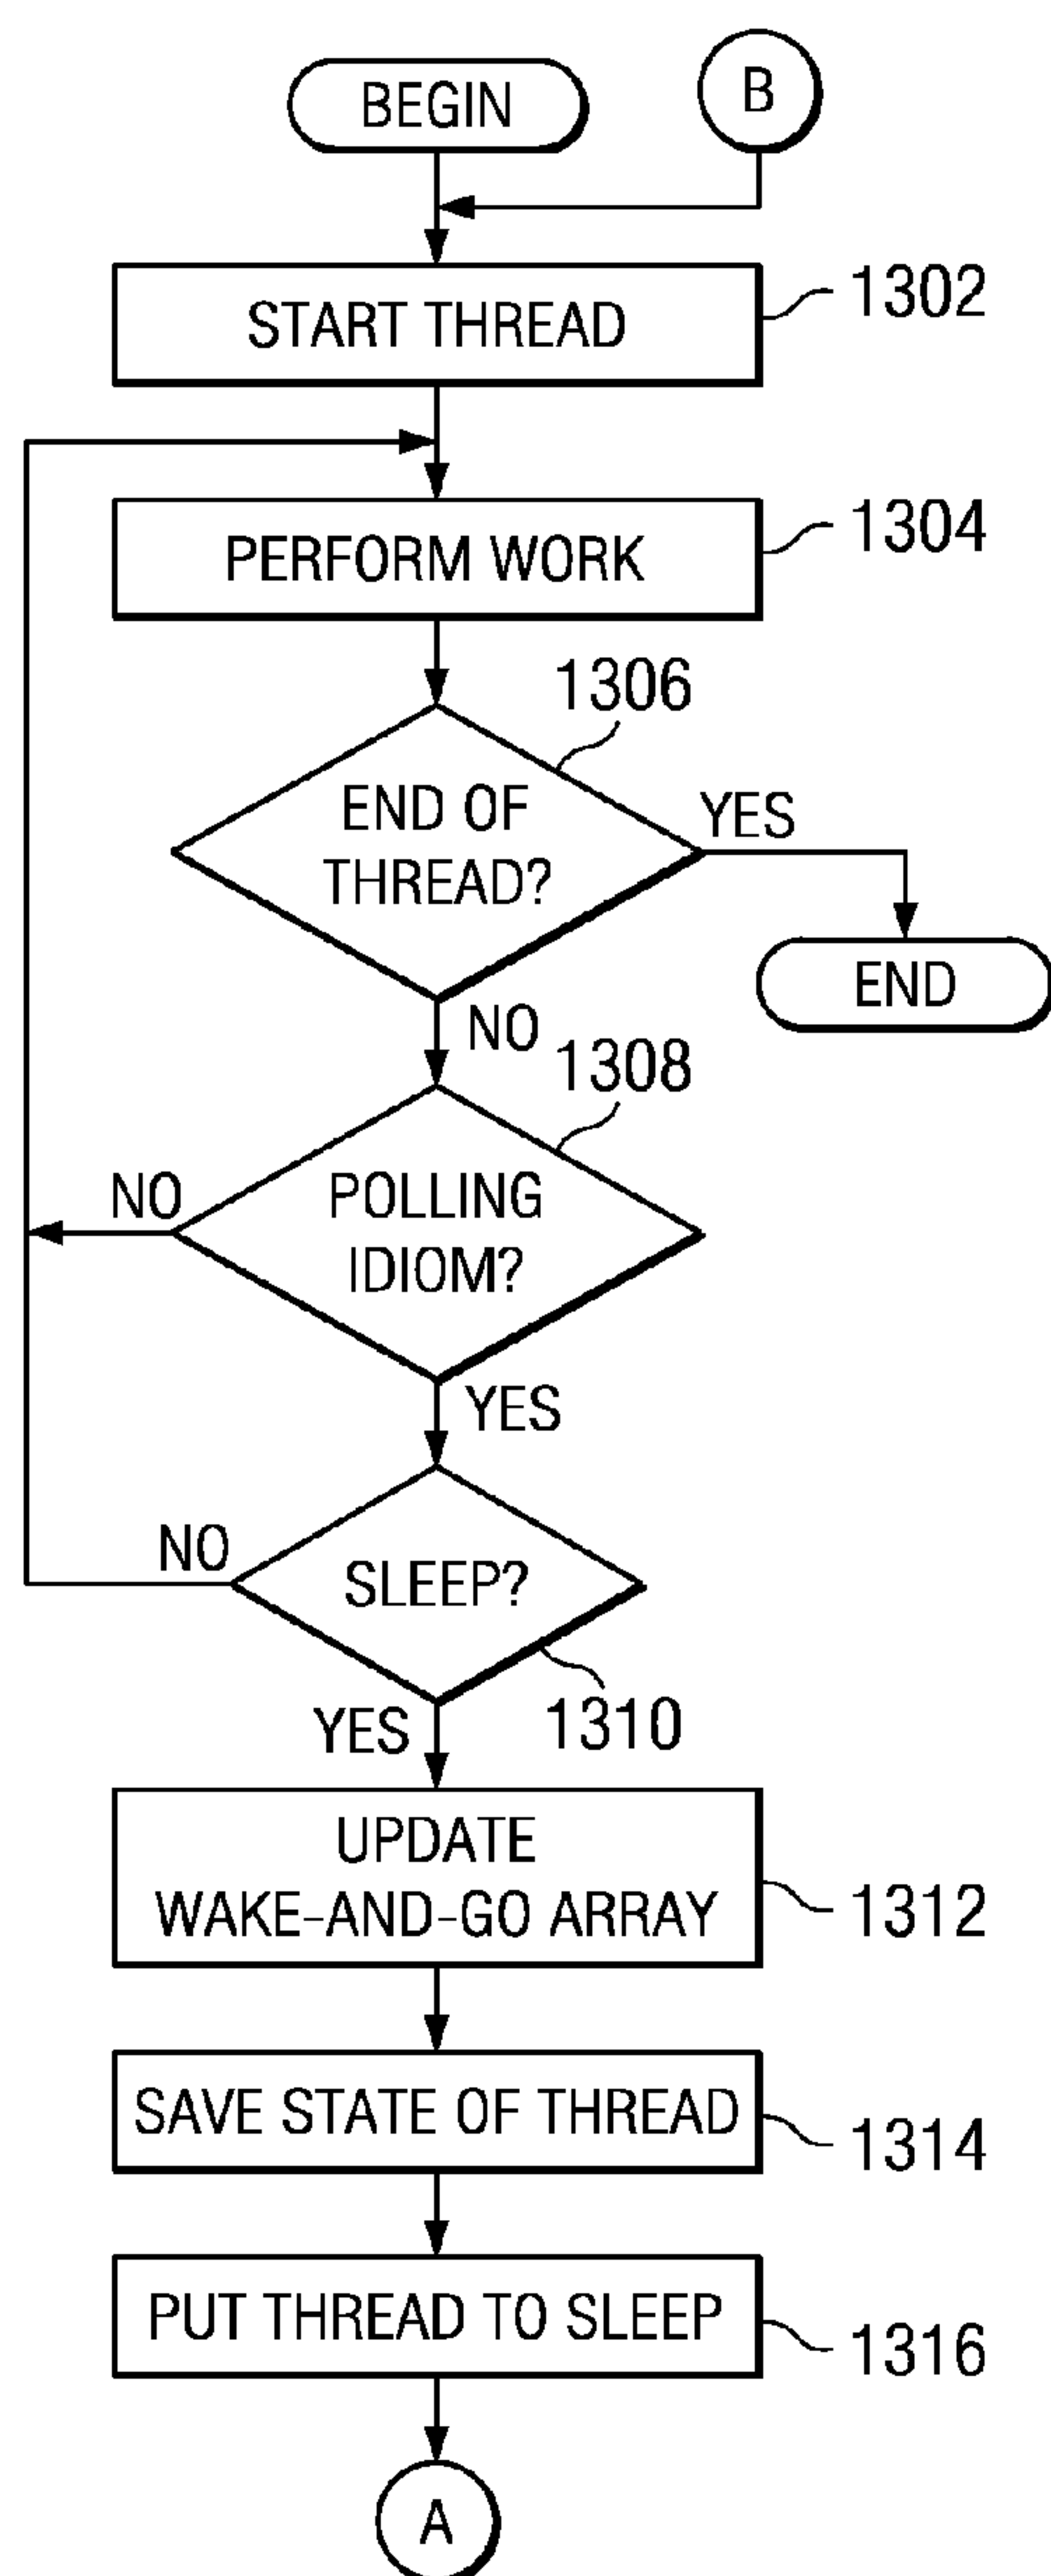 BEGIN
B
START THREAD
1302
PERFORM WORK
1304
1306
END OF
THREAD?
YES
END
NO
1308
POLLING
IDIOM?
NO
YES
SLEEP?
NO
1310
YES
UPDATE
WAKE-AND-GO ARRAY
1312
SAVE STATE OF THREAD
1314
PUT THREAD TO SLEEP
1316
A